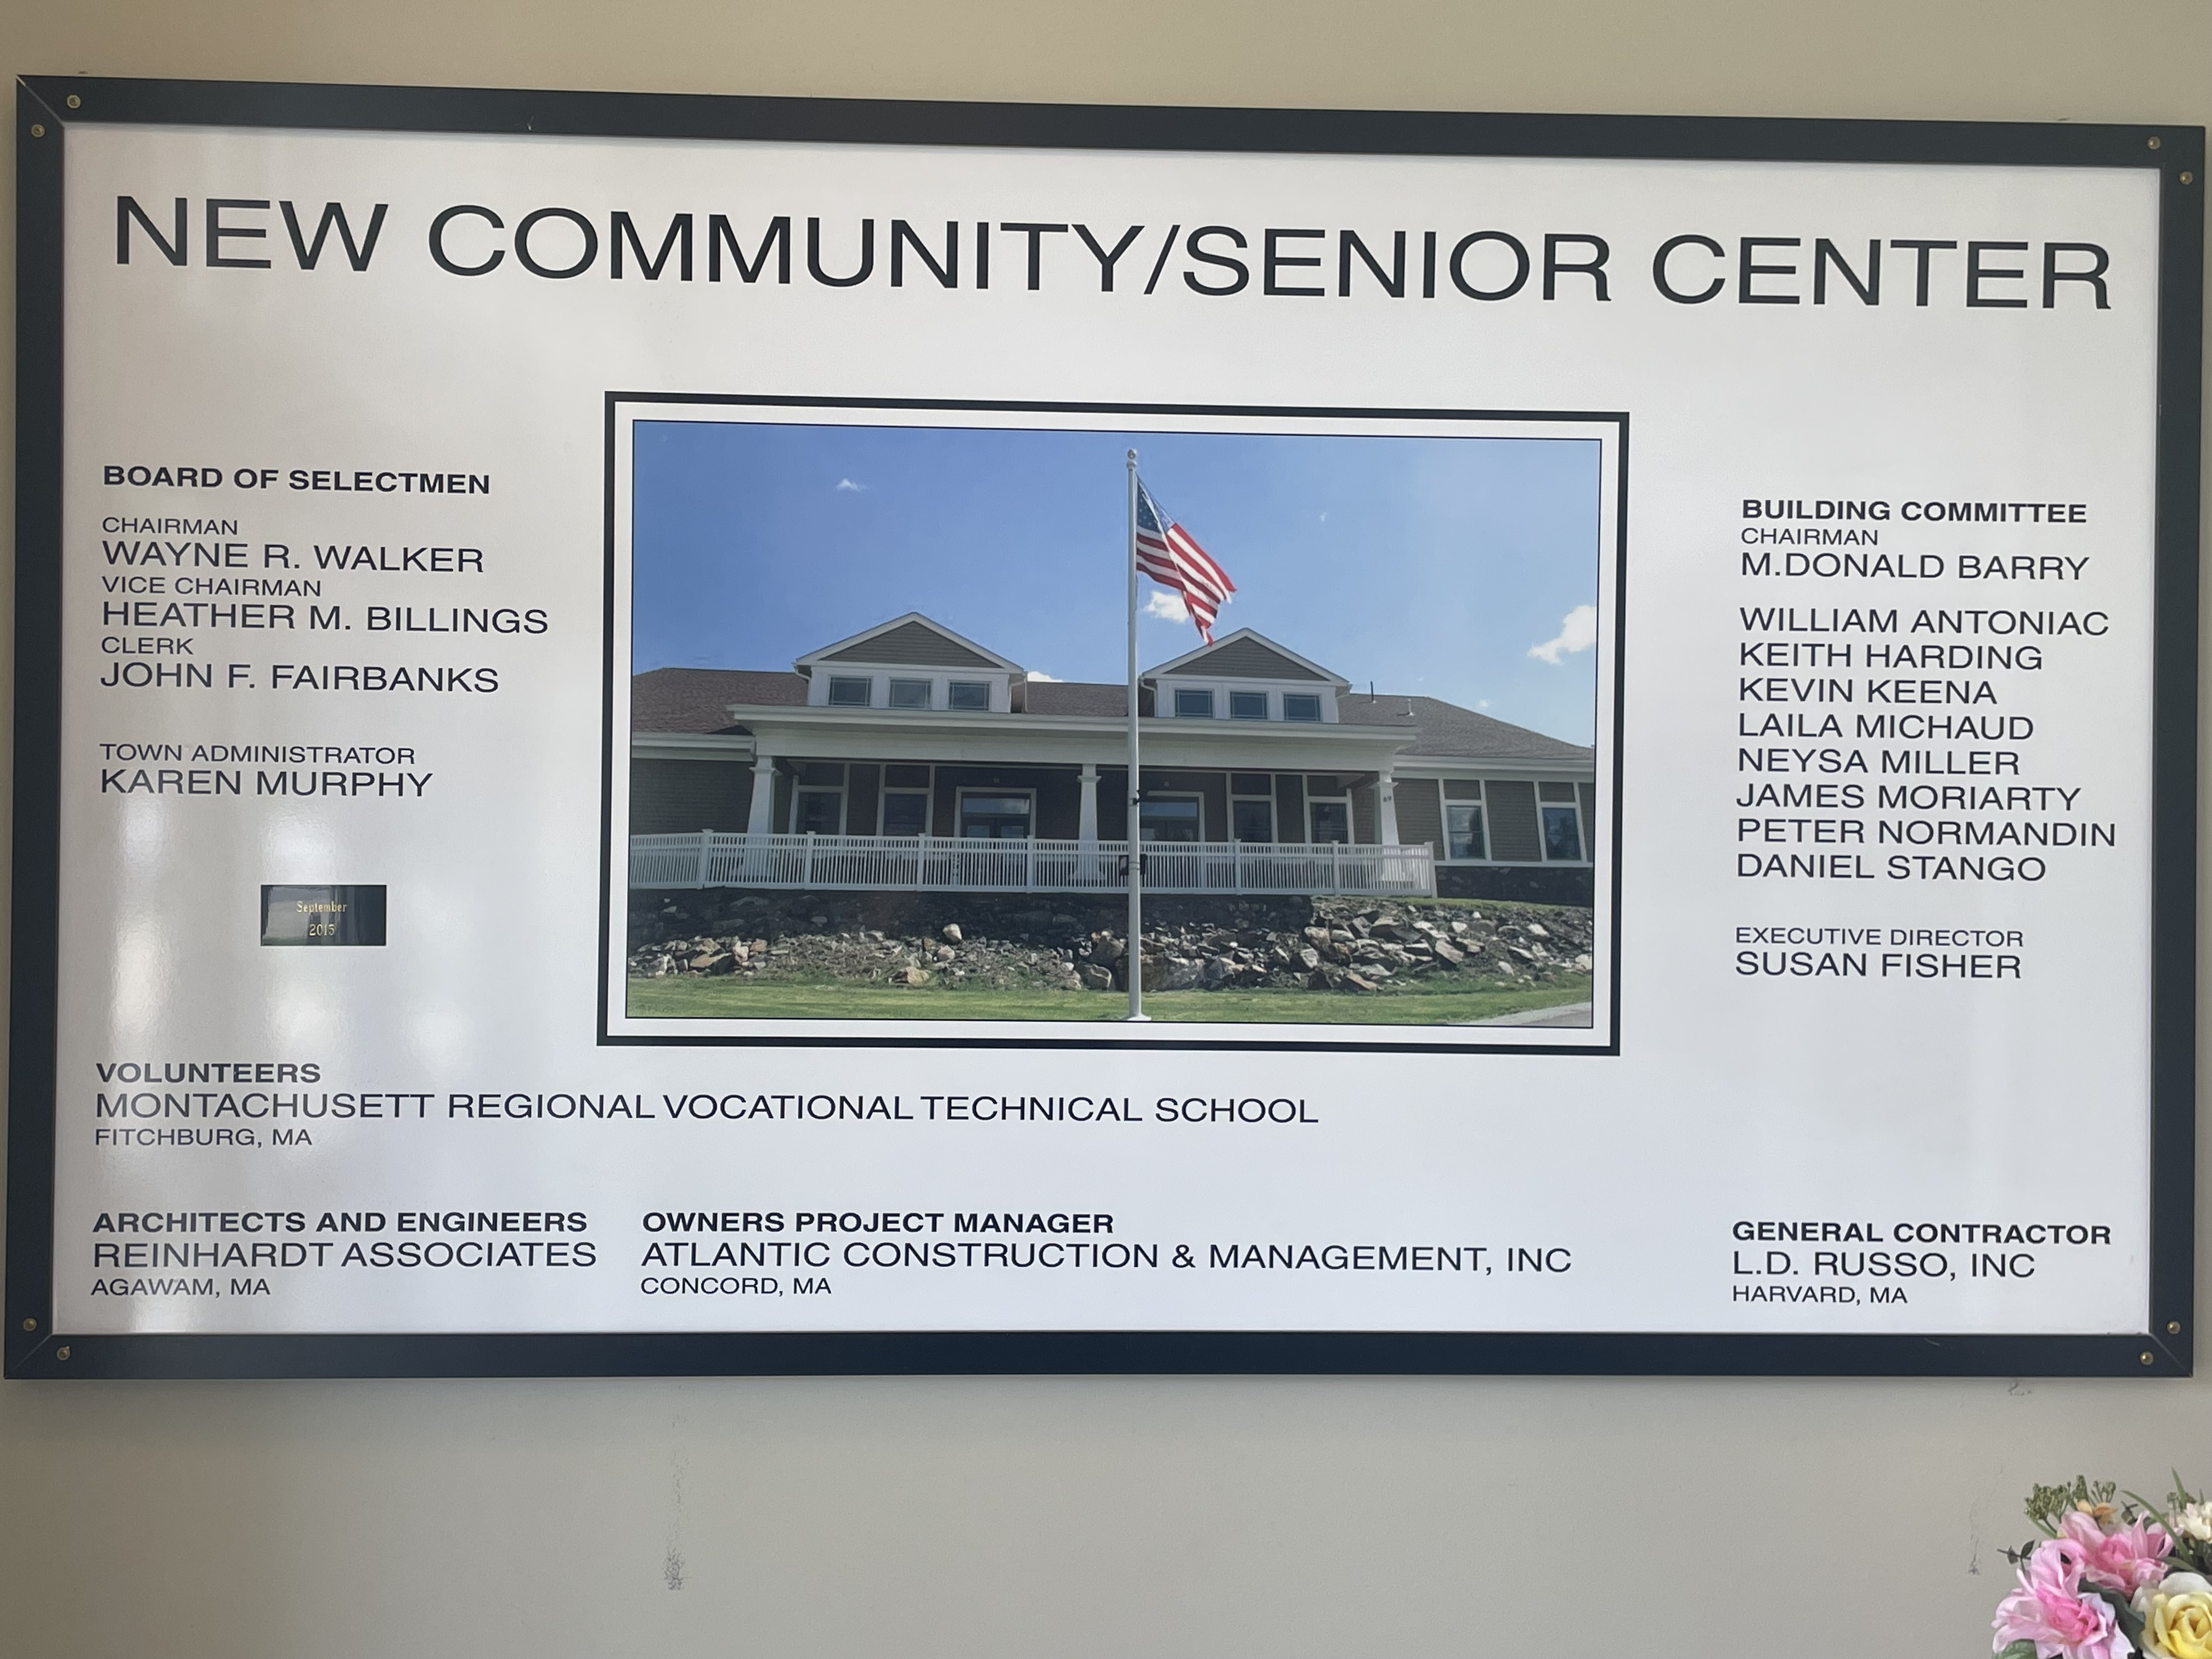 NEW COMMUNITY/SENIOR CENTER
BOARD OF SELECTMEN
CHAIRMAN
WAYNE R. WALKER
VICE CHAIRMAN
HEATHER M. BILLINGS
CLERK
JOHN F. FAIRBANKS
TOWN ADMINISTRATOR
KAREN MURPHY
September
2015
BUILDING COMMITTEE
CHAIRMAN
M.DONALD BARRY
WILLIAM ANTONIAC
KEITH HARDING
KEVIN KEENA
LAILA MICHAUD
NEYSA MILLER
JAMES MORIARTY
PETER NORMANDIN
DANIEL STANGO
EXECUTIVE DIRECTOR
SUSAN FISHER
VOLUNTEERS
MONTACHUSETT REGIONAL VOCATIONAL TECHNICAL SCHOOL
FITCHBURG, MA
ARCHITECTS AND ENGINEERS
REINHARDT ASSOCIATES
AGAWAM, MA
OWNERS PROJECT MANAGER
ATLANTIC CONSTRUCTION & MANAGEMENT, INC
CONCORD, MA
GENERAL CONTRACTOR
L.D. RUSSO, INC
HARVARD, MA